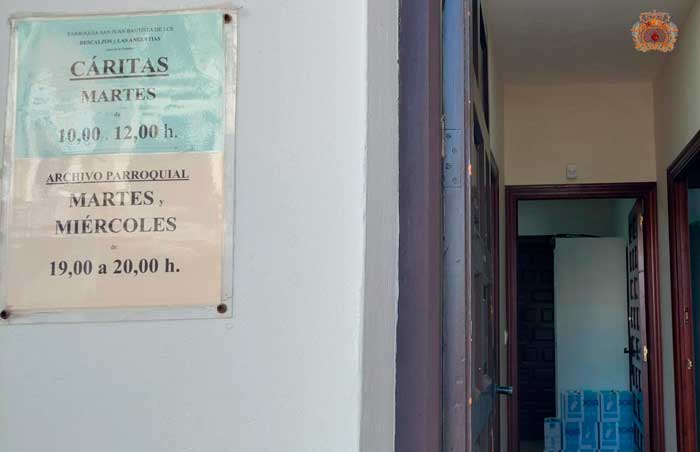 PARROQUIA SAN JUAN BAUTISTA DE LOS
DESCALZOS y LAS ANGUSTIAS
CÁRITAS
MARTES
de
10,00 a 12,00 h.
ARCHIVO PARROQUIAL
MARTES y
MIÉRCOLES
de
19,00 a 20,00 h.